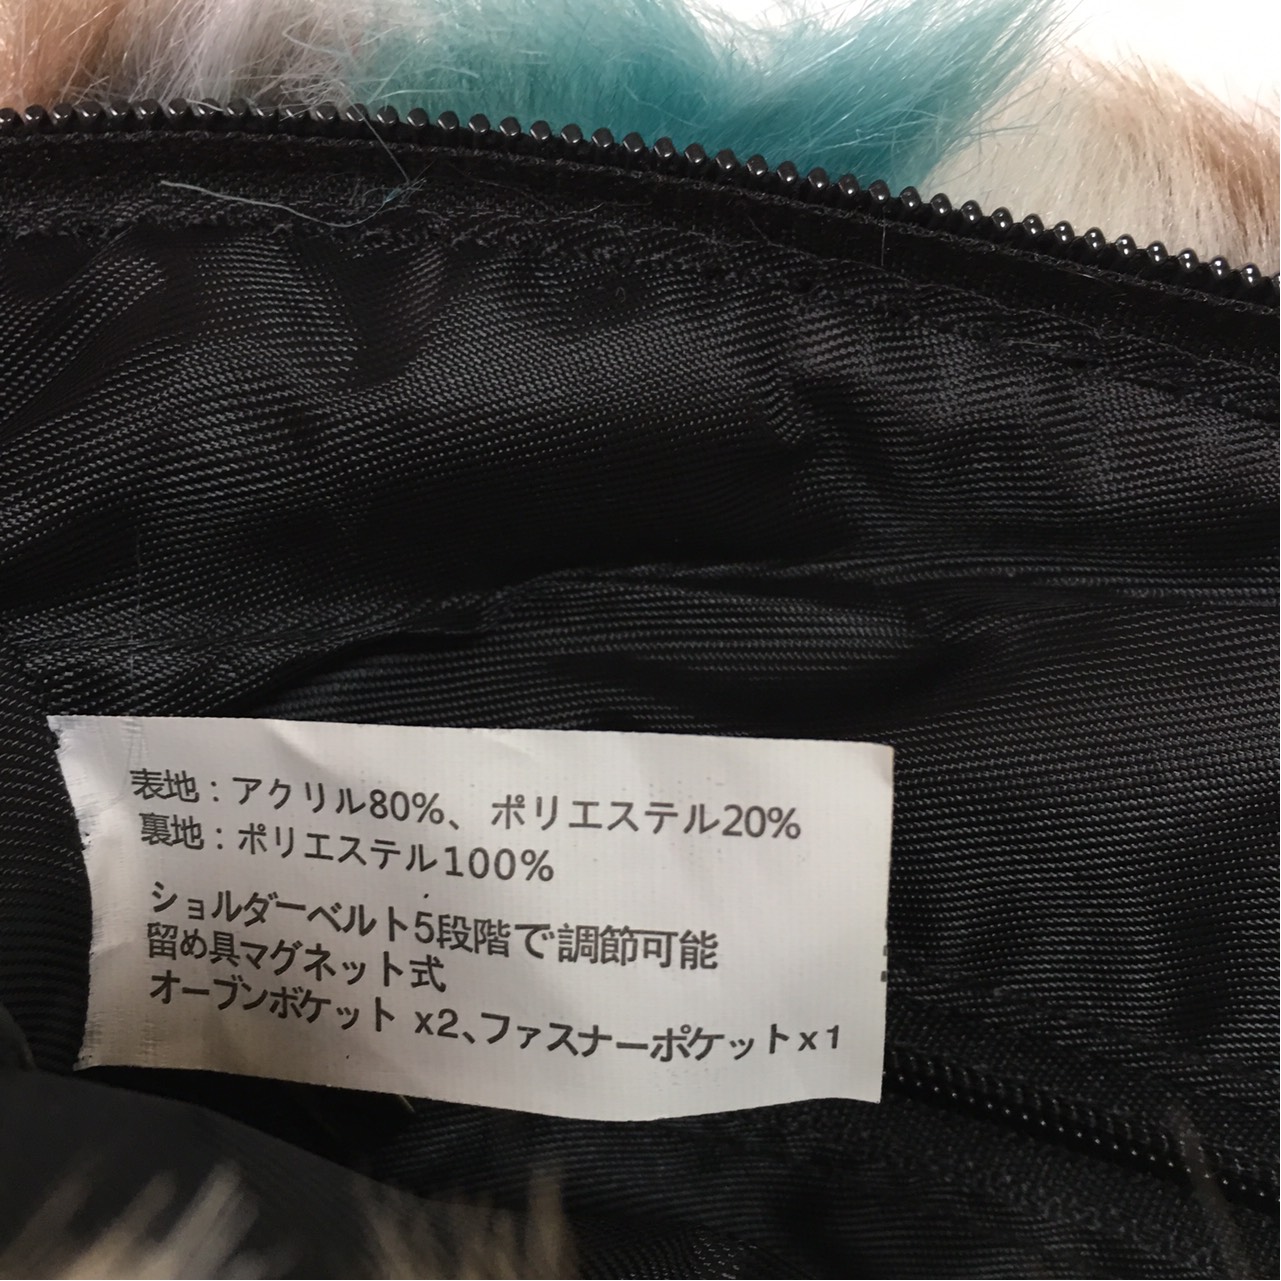 表地：アクリル80%、ポリエステル20%
裏地：ポリエステル100%
ショルダーベルト5段階で調節可能
留め具マグネット式
オーブンポケット x2、ファスナーポケットx1